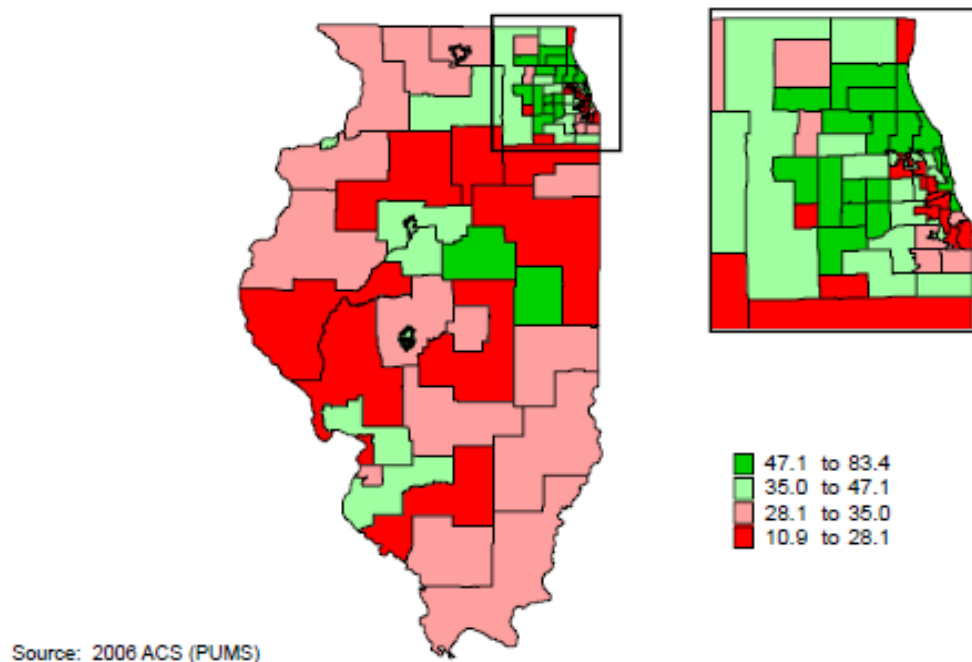 47.1 to 83.4
35.0 to 47.1
28.1 to 35.0
10.9 to 28.1
Source: 2006 ACS (PUMS)